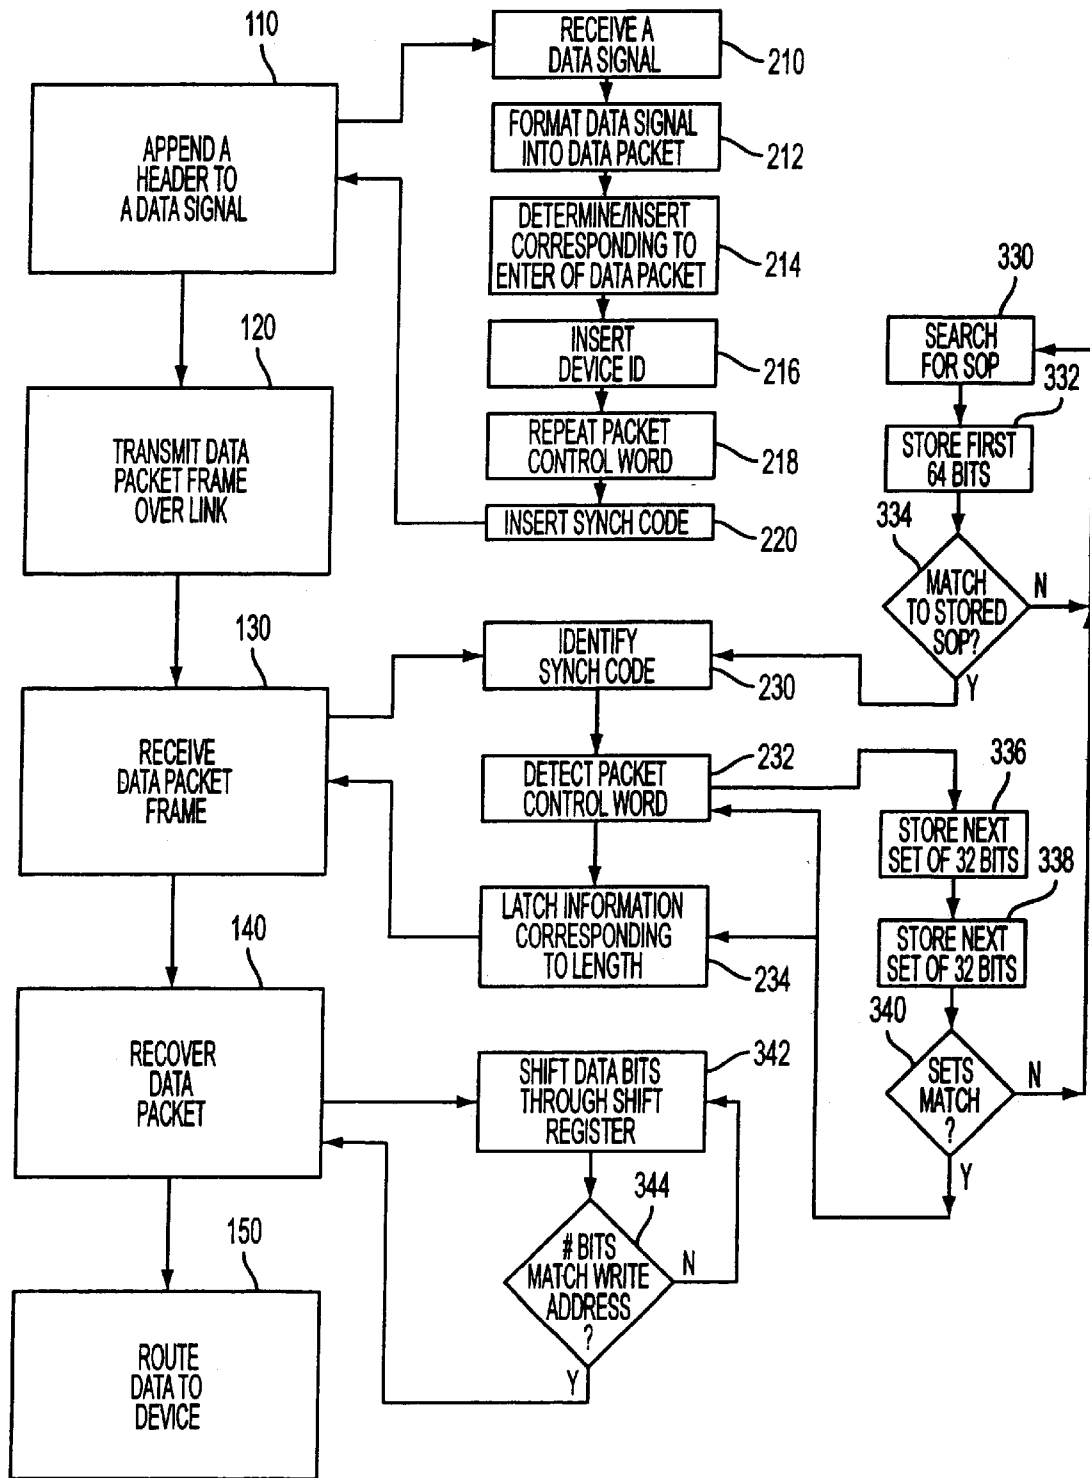 110
APPEND A
HEADER TO
A DATA SIGNAL
120
TRANSMIT DATA
PACKET FRAME
OVER LINK
130
RECEIVE
DATA PACKET
FRAME
140
RECOVER
DATA
PACKET
150
ROUTE
DATA TO
DEVICE
RECEIVE A
DATA SIGNAL
210
FORMAT DATA SIGNAL
INTO DATA PACKET
212
DETERMINE/INSERT
CORRESPONDING TO
ENTER OF DATA PACKET
214
INSERT
DEVICE ID
216
REPEAT PACKET
CONTROL WORD
218
INSERT SYNCH CODE
220
IDENTIFY
SYNCH CODE
230
DETECT PACKET
CONTROL WORD
232
LATCH INFORMATION
CORRESPONDING
TO LENGTH
234
SHIFT DATA BITS
THROUGH SHIFT
REGISTER
342
# BITS
MATCH WRITE
ADDRESS
?
344
N
Y
330
SEARCH
FOR SOP
332
STORE FIRST
64 BITS
334
MATCH
TO STORED
SOP?
N
Y
336
STORE NEXT
SET OF 32 BITS
338
STORE NEXT
SET OF 32 BITS
340
SETS
MATCH
?
N
Y